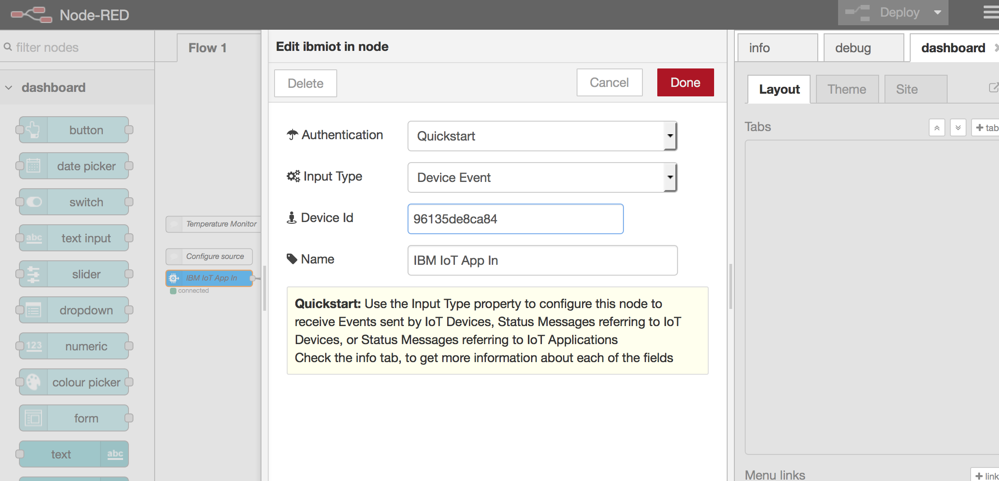 Node-RED
Deploy
filter nodes
dashboard
button
date picker
switch
abc text input
slider
dropdown
123 numeric
colour picker
form
text abc
Flow 1
Temperature Monitor
Configure source
IBM IoT App In
connected
Edit ibmiot in node
Delete Cancel Done
Authentication Quickstart
Input Type Device Event
Device Id 96135de8ca84
Name IBM IoT App In
Quickstart: Use the Input Type property to configure this node to
receive Events sent by IoT Devices, Status Messages referring to IoT
Devices, or Status Messages referring to IoT Applications
Check the info tab, to get more information about each of the fields
info debug dashboard
Layout Theme Site
Tabs + tab
Menu links + link